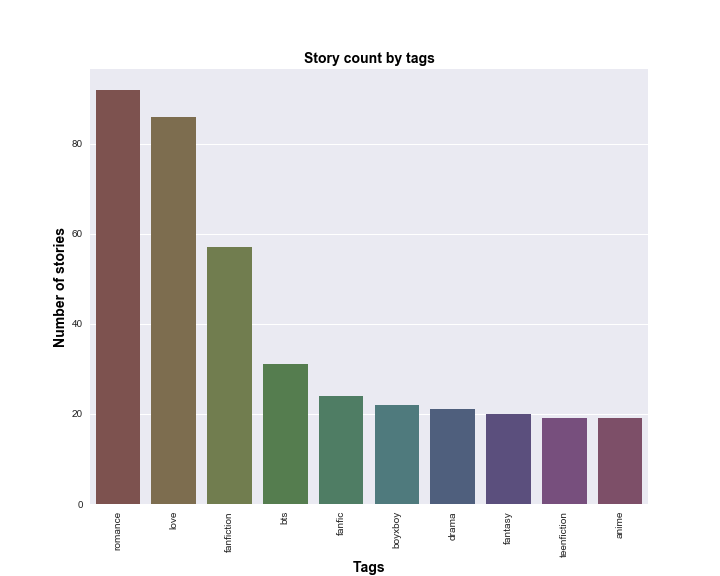 Story count by tags
Number of stories
80
60
40
20
0
romance
love
fanfiction
bts
fanfic
boyxboy
drama
fantasy
teenfiction
anime
Tags